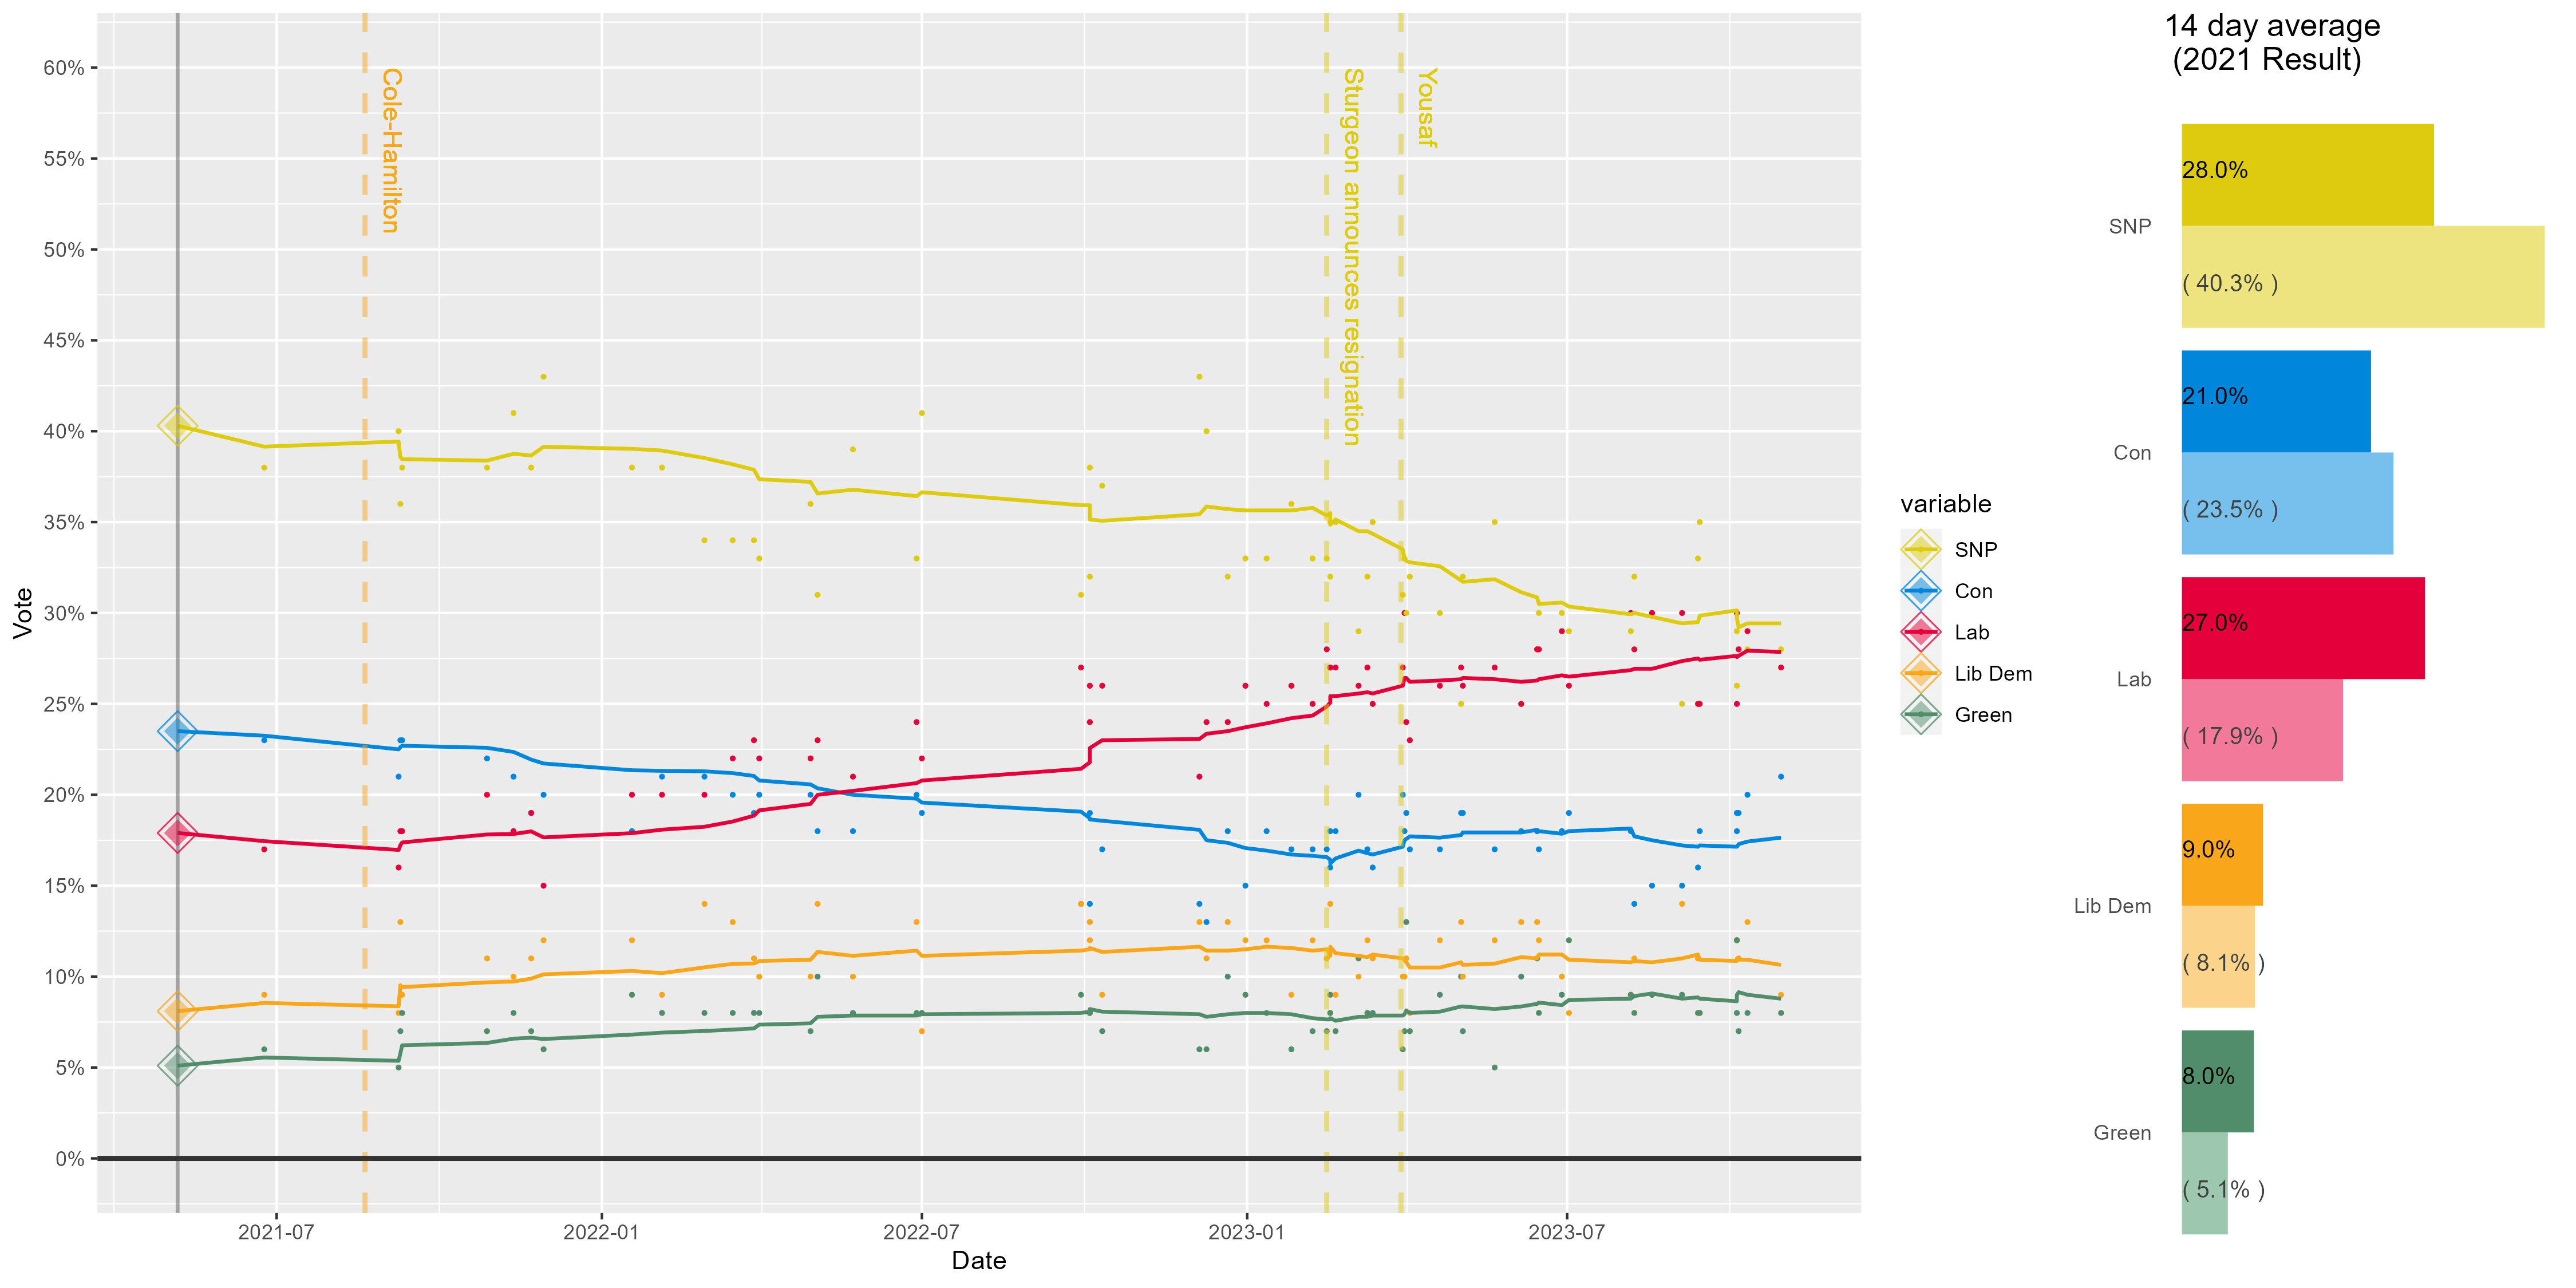 60%
55%
50%
45%
40%
35%
30%
25%
20%
15%
10%
5%
0%
Vote
2021-07
2022-01
2022-07
2023-01
2023-07
Date
Cole-Hamilton
Sturgeon announces resignation
Yousaf
variable
SNP
Con
Lab
Lib Dem
Green
14 day average
(2021 Result)
SNP
28.0%
( 40.3% )
Con
21.0%
( 23.5% )
Lab
27.0%
( 17.9% )
Lib Dem
9.0%
( 8.1% )
Green
8.0%
( 5.1% )